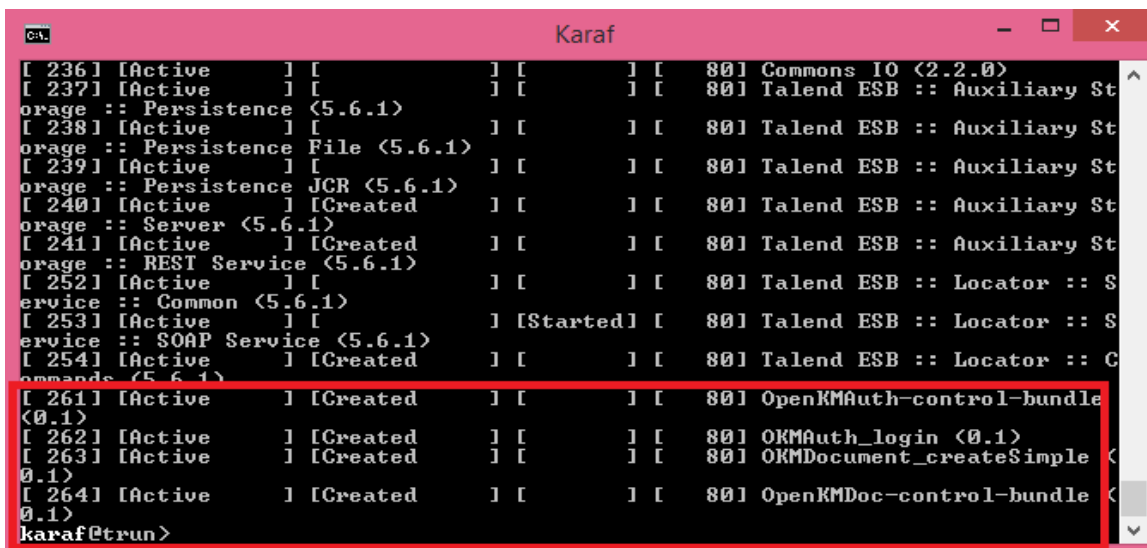 Karaf
[ 236] [Active     ] [            ] [       ] [   80] Commons IO (2.2.0)
[ 237] [Active     ] [            ] [       ] [   80] Talend ESB :: Auxiliary St
orage :: Persistence (5.6.1)
[ 238] [Active     ] [            ] [       ] [   80] Talend ESB :: Auxiliary St
orage :: Persistence File (5.6.1)
[ 239] [Active     ] [            ] [       ] [   80] Talend ESB :: Auxiliary St
orage :: Persistence JCR (5.6.1)
[ 240] [Active     ] [Created     ] [       ] [   80] Talend ESB :: Auxiliary St
orage :: Server (5.6.1)
[ 241] [Active     ] [Created     ] [       ] [   80] Talend ESB :: Auxiliary St
orage :: REST Service (5.6.1)
[ 252] [Active     ] [            ] [       ] [   80] Talend ESB :: Locator :: S
ervice :: Common (5.6.1)
[ 253] [Active     ] [            ] [Started] [   80] Talend ESB :: Locator :: S
ervice :: SOAP Service (5.6.1)
[ 254] [Active     ] [Created     ] [       ] [   80] Talend ESB :: Locator :: C
ommands (5.6.1)
[ 261] [Active     ] [Created     ] [       ] [   80] OpenKMAuth-control-bundle
(0.1)
[ 262] [Active     ] [Created     ] [       ] [   80] OKMAuth_login (0.1)
[ 263] [Active     ] [Created     ] [       ] [   80] OKMDocument_createSimple (
0.1)
[ 264] [Active     ] [Created     ] [       ] [   80] OpenKMDoc-control-bundle (
0.1)
karaf@trun>